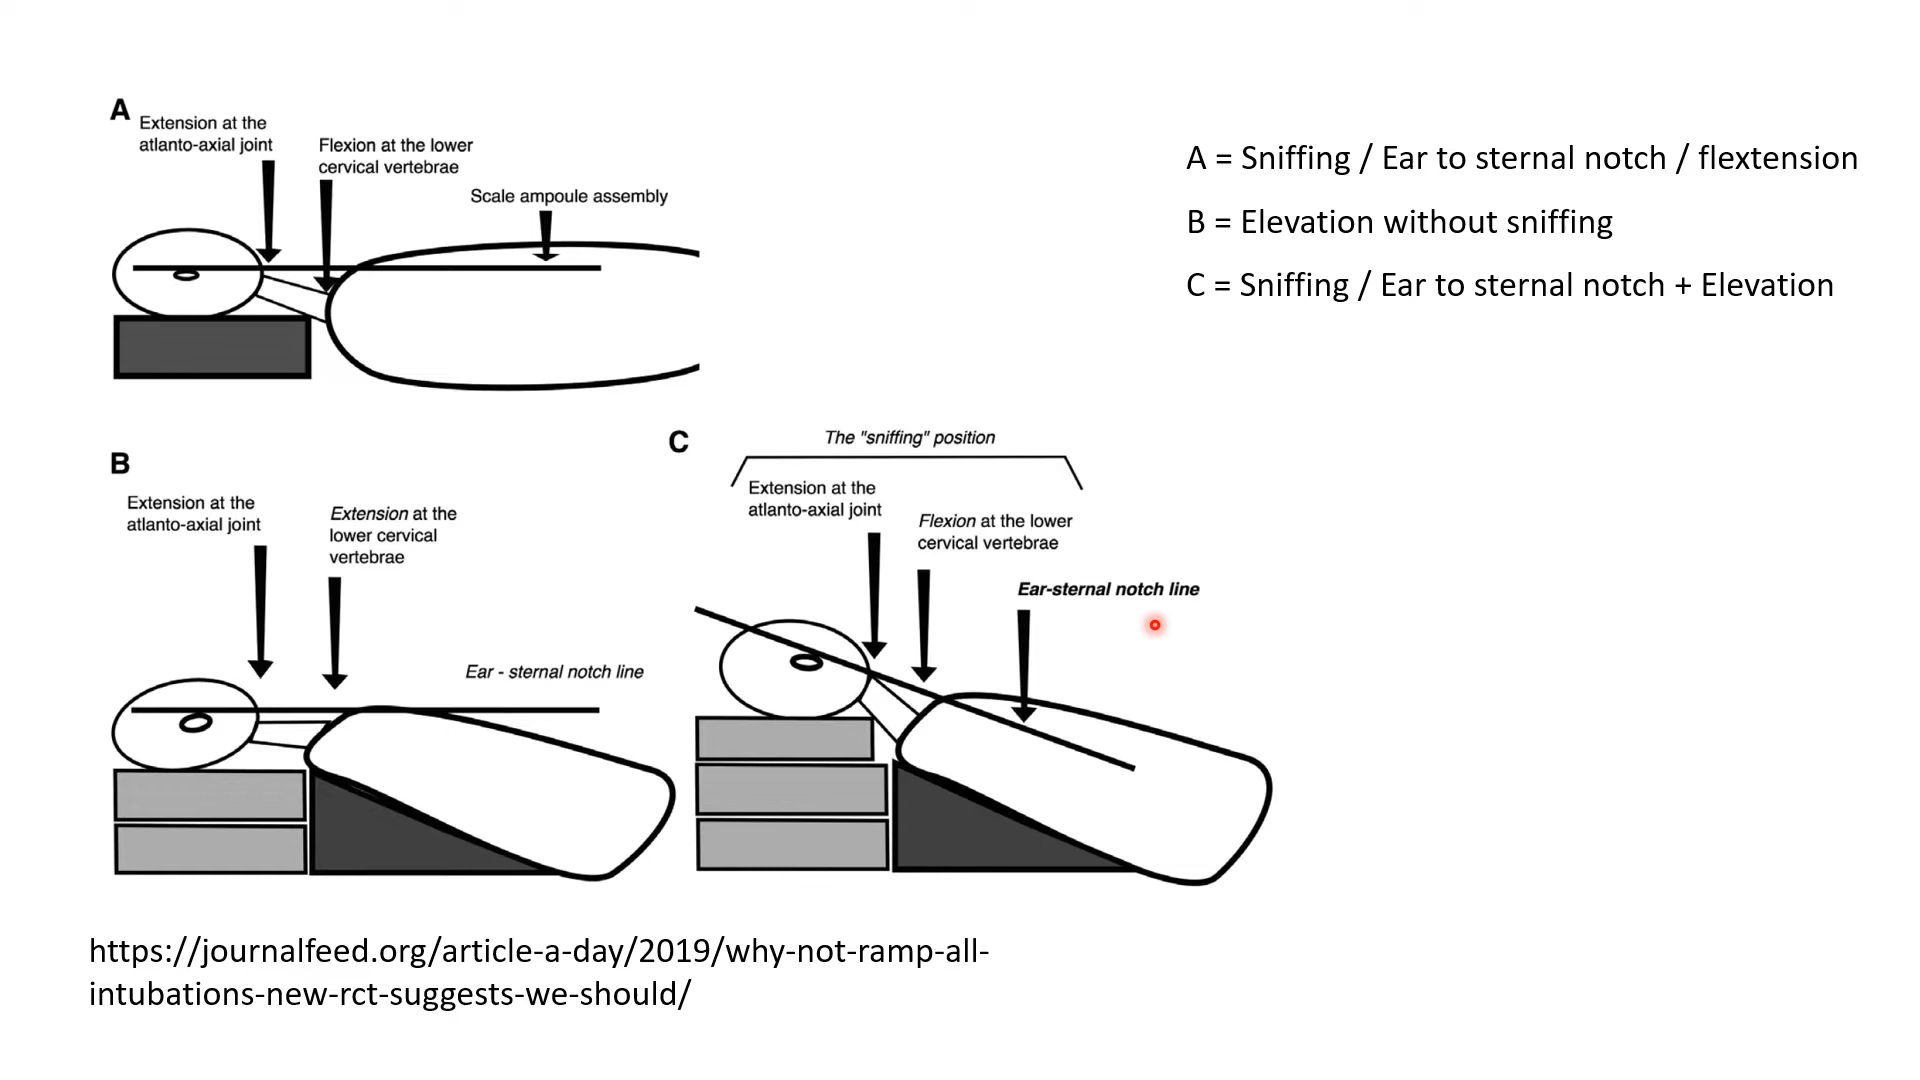 A
Extension at the
atlanto-axial joint
Flexion at the lower
cervical vertebrae
Scale ampoule assembly
A = Sniffing / Ear to sternal notch / flextension
B = Elevation without sniffing
C = Sniffing / Ear to sternal notch + Elevation
B
Extension at the
atlanto-axial joint
Extension at the
lower cervical
vertebrae
Ear - sternal notch line
C
The "sniffing" position
Extension at the
atlanto-axial joint
Flexion at the lower
cervical vertebrae
Ear-sternal notch line
https://journalfeed.org/article-a-day/2019/why-not-ramp-all-
intubations-new-rct-suggests-we-should/